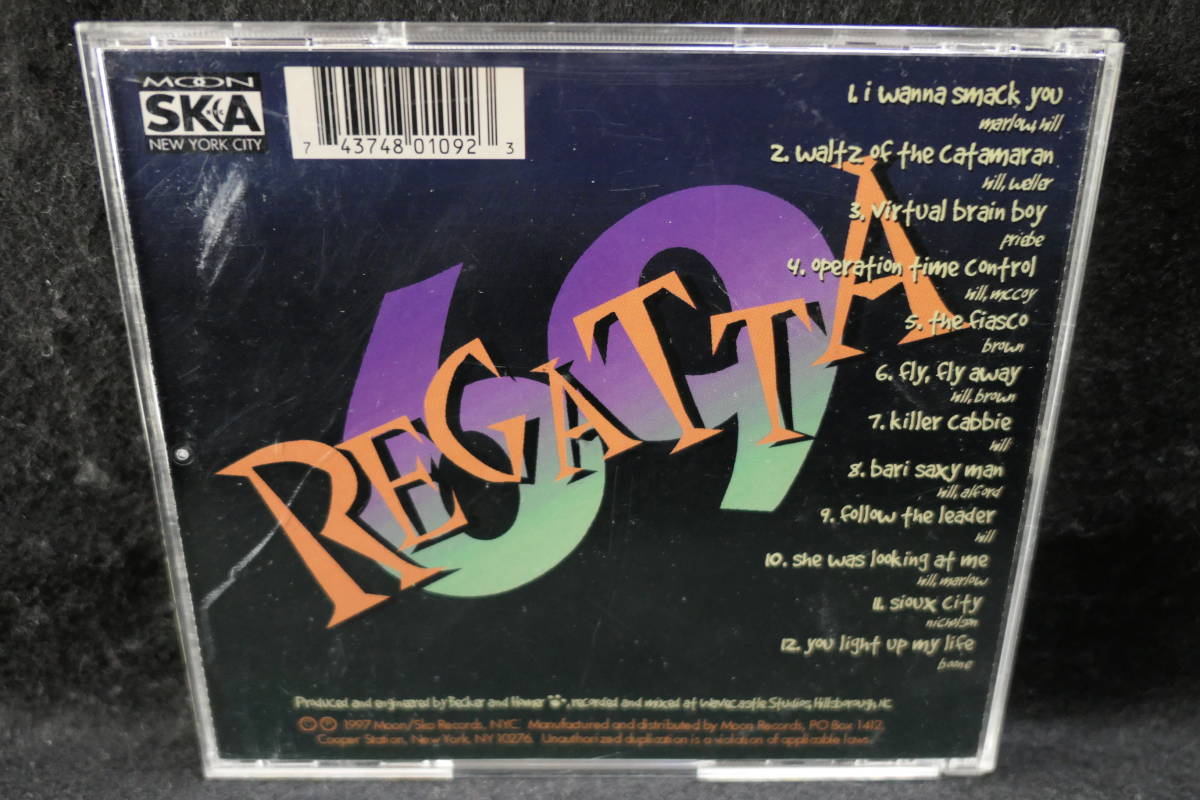 MOON
SKA
NYC
NEW YORK CITY
7 43748 01092 3
REGATTA
69
1. i wanna smack you
marlow, hill
2. waltz of the catamaran
hill, weller
3. virtual brain boy
priebe
4. operation time control
hill, mccoy
5. the fiasco
brown
6. fly, fly away
hill, brown
7. killer cabbie
hill
8. bari saxy man
hill, alford
9. follow the leader
hill
10. she was looking at me
hill, marlow
11. sioux city
nicholson
12. you light up my life
boone
Produced and engineered by Becker and Homer, recorded and mixed at Wavecastle Studios, Hillsborough, NC
© ℗ 1997 Moon/Ska Records, NYC. Manufactured and distributed by Moon Records, PO Box 1412,
Cooper Station, New York, NY 10276. Unauthorized duplication is a violation of applicable laws.